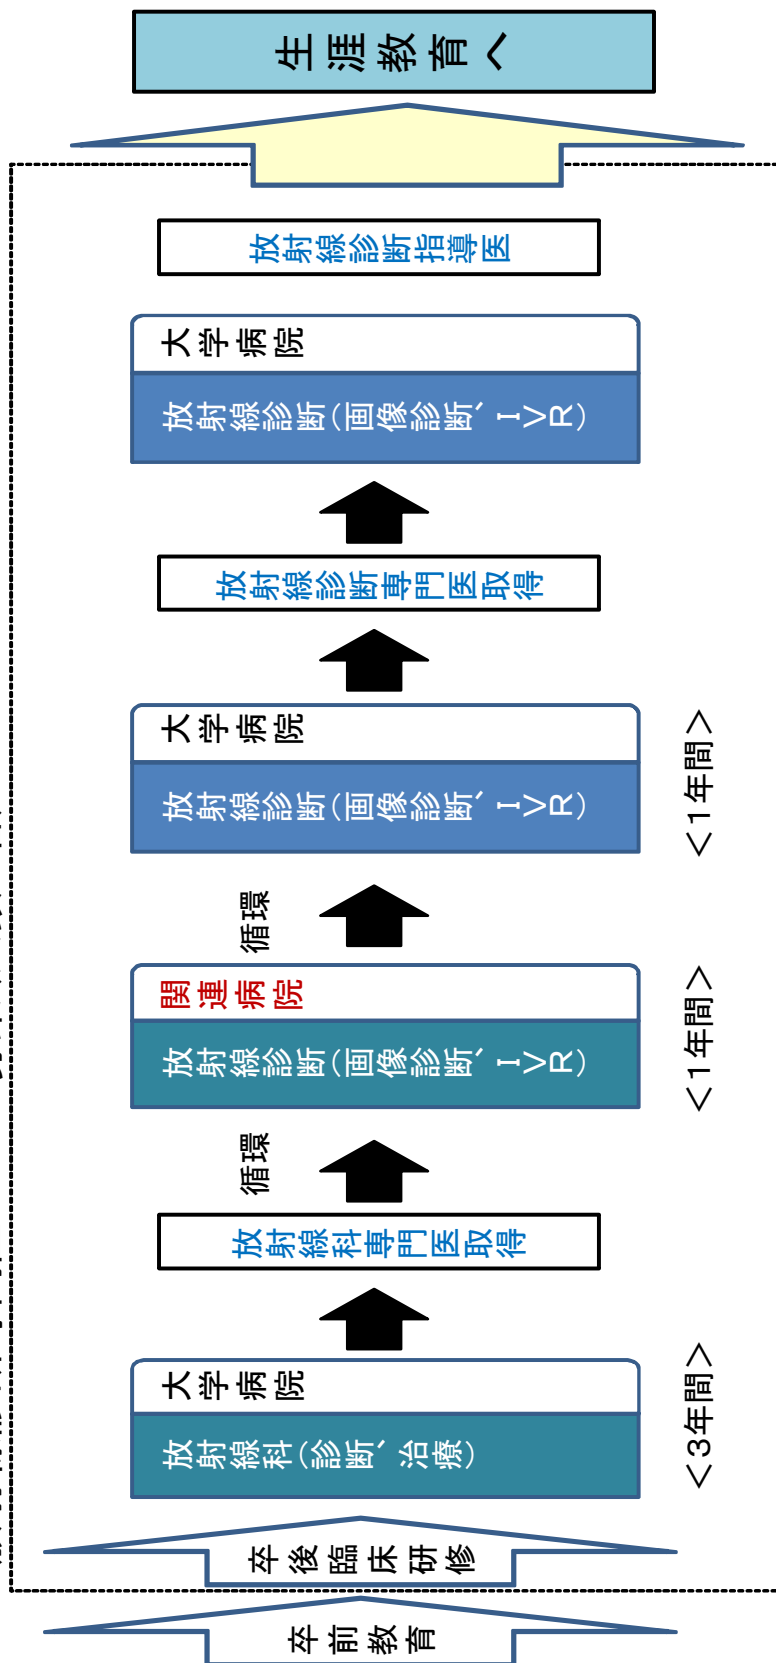 卒前教育
卒後臨床研修
大学病院
放射線科（診断、治療）
＜3年間＞
放射線科専門医取得
循環
関連病院
放射線診断（画像診断、ＩＶＲ）
＜1年間＞
循環
大学病院
放射線診断（画像診断、ＩＶＲ）
＜1年間＞
放射線診断専門医取得
大学病院
放射線診断（画像診断、ＩＶＲ）
放射線診断指導医
生涯教育へ